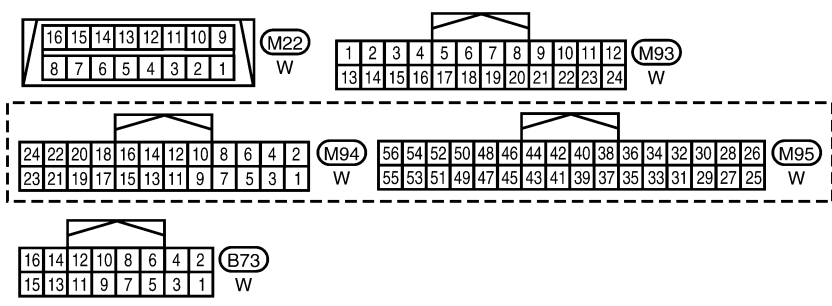 16 15 14 13 12 11 10 9 M22
8 7 6 5 4 3 2 1 W
1 2 3 4 5 6 7 8 9 10 11 12 M93
13 14 15 16 17 18 19 20 21 22 23 24 W
24 22 20 18 16 14 12 10 8 6 4 2 M94
23 21 19 17 15 13 11 9 7 5 3 1 W
56 54 52 50 48 46 44 42 40 38 36 34 32 30 28 26 M95
55 53 51 49 47 45 43 41 39 37 35 33 31 29 27 25 W
16 14 12 10 8 6 4 2 B73
15 13 11 9 7 5 3 1 W